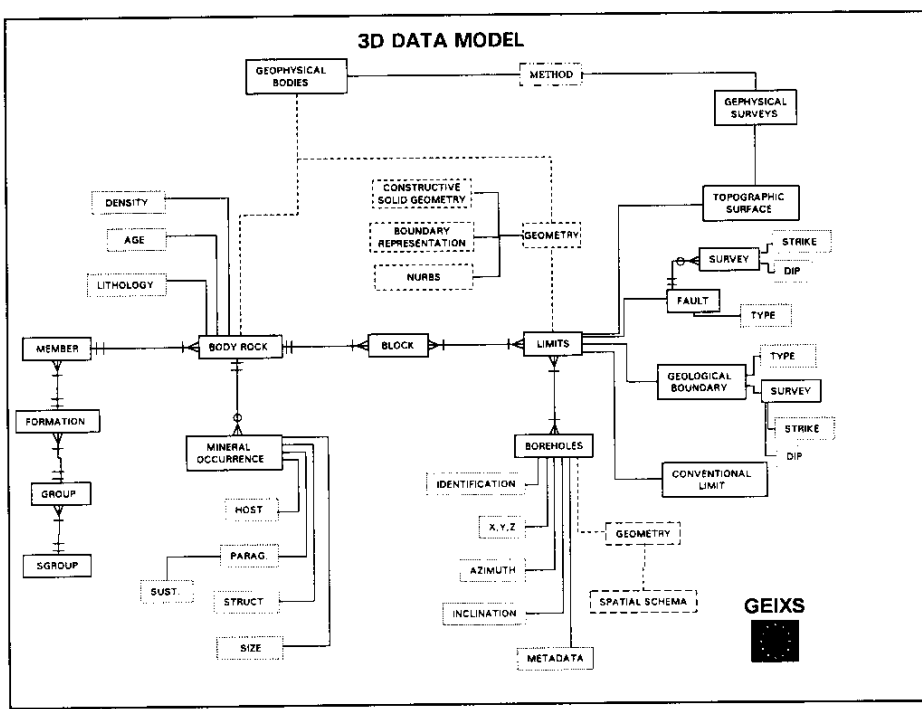 3D DATA MODEL
GEOPHYSICAL
BODIES
METHOD
GEPHYSICAL
SURVEYS
CONSTRUCTIVE
SOLID GEOMETRY
BOUNDARY
REPRESENTATION
NURBS
GEOMETRY
TOPOGRAPHIC
SURFACE
DENSITY
AGE
LITHOLOGY
SURVEY
STRIKE
DIP
FAULT
TYPE
MEMBER
BODY ROCK
BLOCK
LIMITS
GEOLOGICAL
BOUNDARY
TYPE
SURVEY
STRIKE
DIP
FORMATION
GROUP
SGROUP
MINERAL
OCCURRENCE
HOST
PARAG.
SUST.
STRUCT
SIZE
BOREHOLES
CONVENTIONAL
LIMIT
IDENTIFICATION
X,Y,Z
AZIMUTH
INCLINATION
METADATA
GEOMETRY
SPATIAL SCHEMA
GEIXS